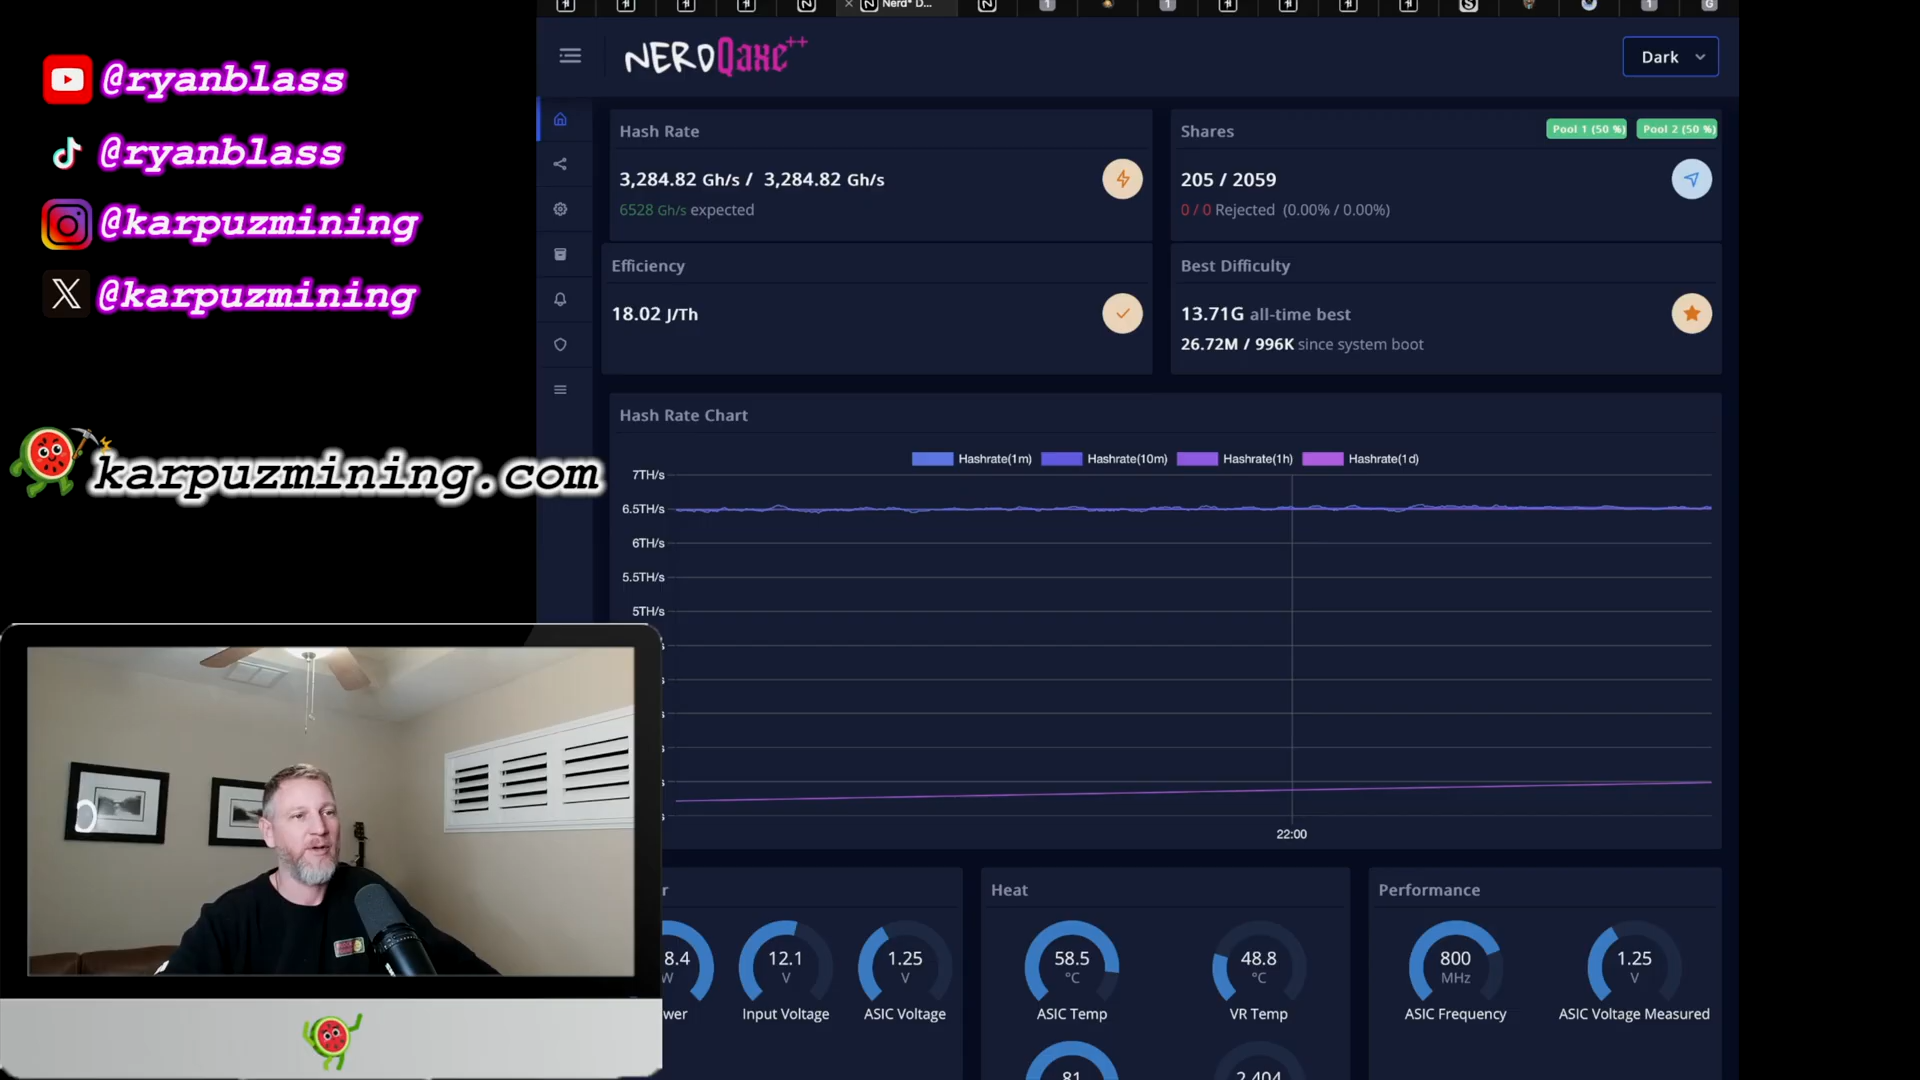 @ryanblass
@ryanblass
@karpuzmining
@karpuzmining
karpuzmining.com
Nerd* D...
NERDQaxe++
Dark
Hash Rate
3,284.82 Gh/s / 3,284.82 Gh/s
6528 Gh/s expected
Shares
Pool 1 (50 %)
Pool 2 (50 %)
205 / 2059
0 / 0 Rejected (0.00% / 0.00%)
Efficiency
18.02 J/Th
Best Difficulty
13.71G all-time best
26.72M / 996K since system boot
Hash Rate Chart
Hashrate(1m) Hashrate(10m) Hashrate(1h) Hashrate(1d)
7TH/s
6.5TH/s
6TH/s
5.5TH/s
5TH/s
22:00
8.4
W
wer
12.1
V
Input Voltage
1.25
V
ASIC Voltage
Heat
58.5
°C
ASIC Temp
48.8
°C
VR Temp
81
2,404
Performance
800
MHz
ASIC Frequency
1.25
V
ASIC Voltage Measured